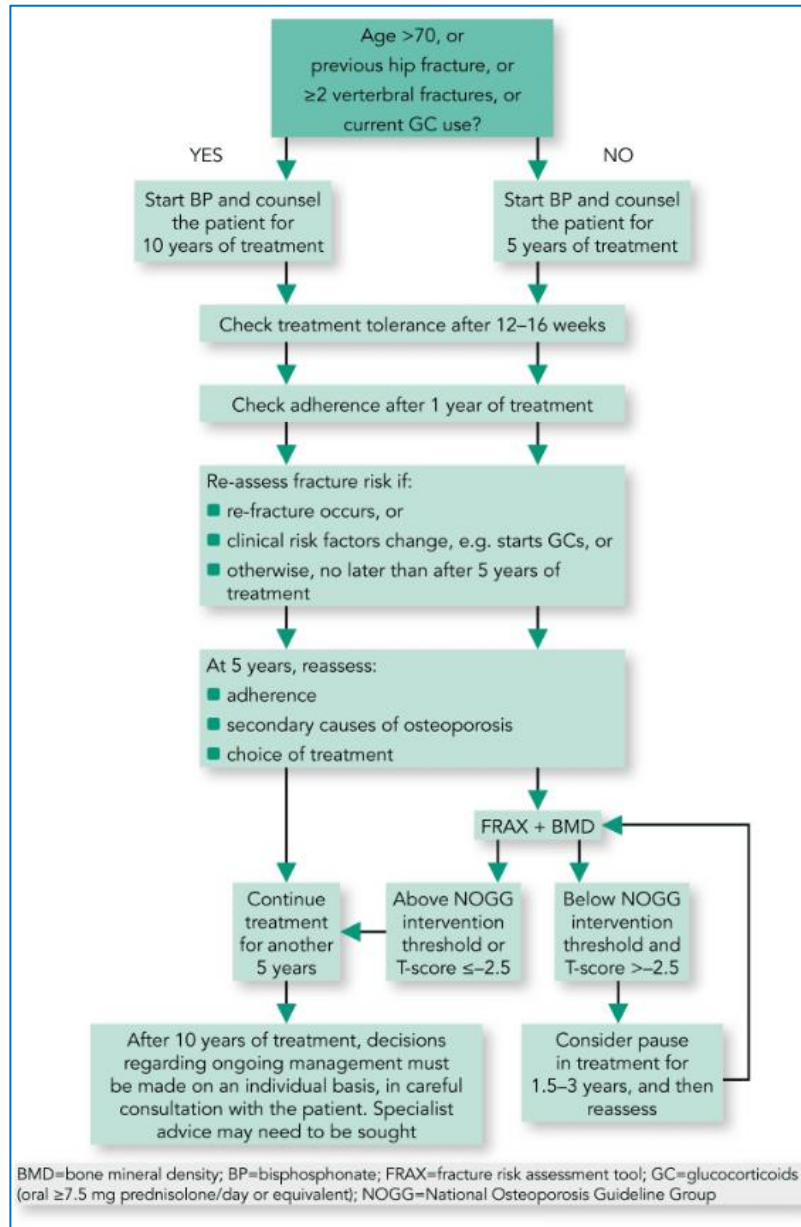 Age >70, or
previous hip fracture, or
≥2 verterbral fractures, or
current GC use?
YES
NO
Start BP and counsel
the patient for
10 years of treatment
Start BP and counsel
the patient for
5 years of treatment
Check treatment tolerance after 12–16 weeks
Check adherence after 1 year of treatment
Re-assess fracture risk if:
■ re-fracture occurs, or
■ clinical risk factors change, e.g. starts GCs, or
■ otherwise, no later than after 5 years of
treatment
At 5 years, reassess:
■ adherence
■ secondary causes of osteoporosis
■ choice of treatment
FRAX + BMD
Continue
treatment
for another
5 years
Above NOGG
intervention
threshold or
T-score ≤–2.5
Below NOGG
intervention
threshold and
T-score >–2.5
After 10 years of treatment, decisions
regarding ongoing management must
be made on an individual basis, in careful
consultation with the patient. Specialist
advice may need to be sought
Consider pause
in treatment for
1.5–3 years, and then
reassess
BMD=bone mineral density; BP=bisphosphonate; FRAX=fracture risk assessment tool; GC=glucocorticoids
(oral ≥7.5 mg prednisolone/day or equivalent); NOGG=National Osteoporosis Guideline Group